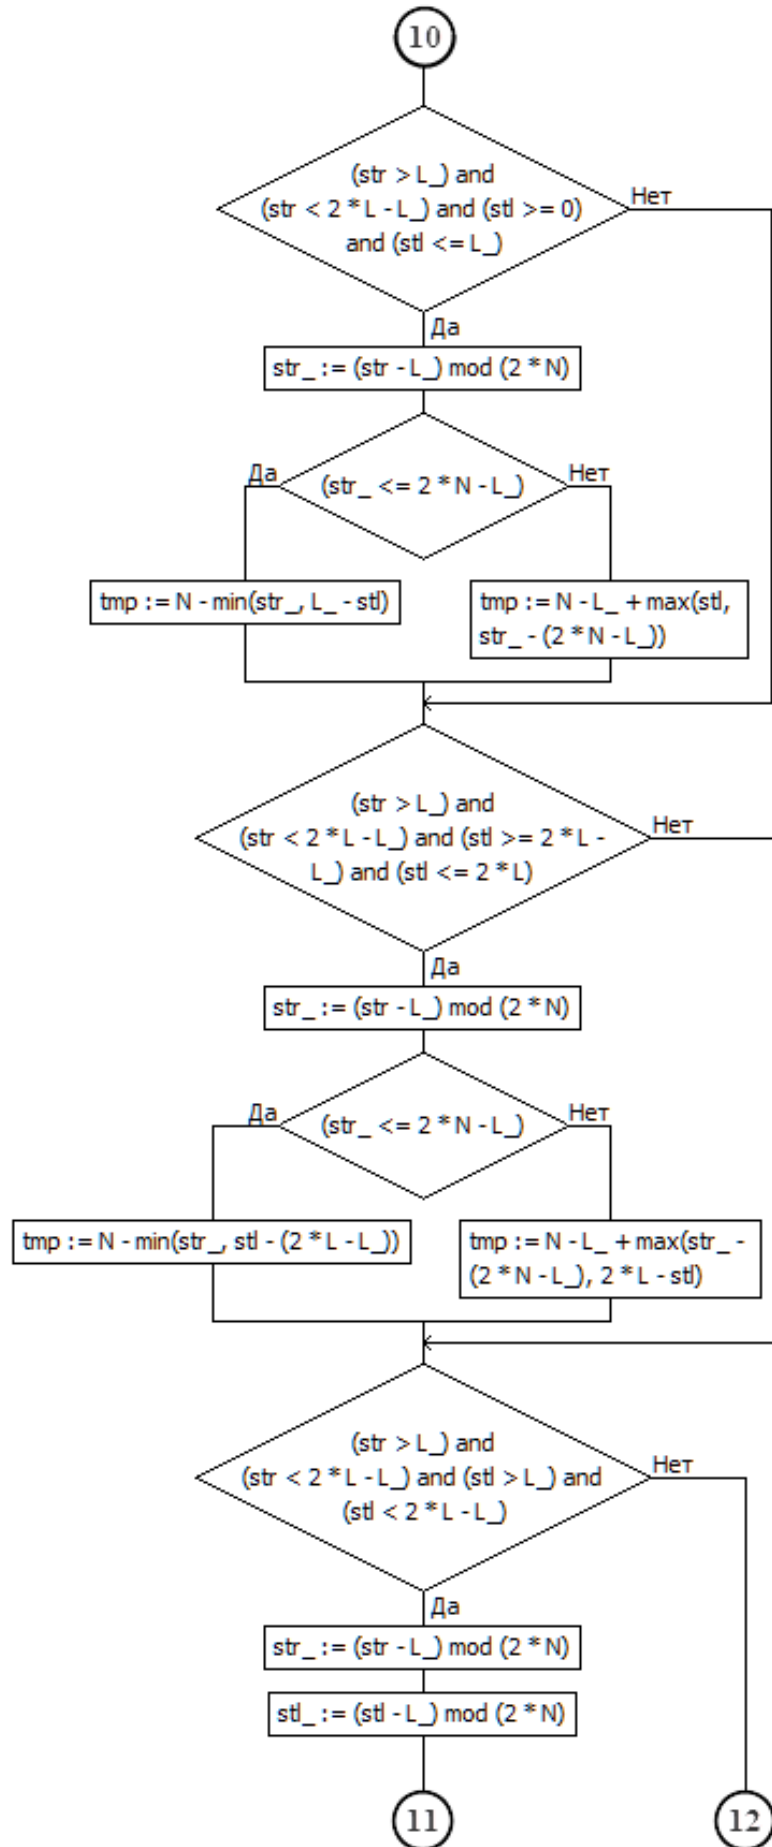 10
(str > L_) and
(str < 2 * L - L_) and (stl >= 0)
and (stl <= L_)
Нет
Да
str_ := (str - L_) mod (2 * N)
Да
(str_ <= 2 * N - L_)
Нет
tmp := N - min(str_, L_ - stl)
tmp := N - L_ + max(stl,
str_ - (2 * N - L_))
(str > L_) and
(str < 2 * L - L_) and (stl >= 2 * L -
L_) and (stl <= 2 * L)
Нет
Да
str_ := (str - L_) mod (2 * N)
Да
(str_ <= 2 * N - L_)
Нет
tmp := N - min(str_, stl - (2 * L - L_))
tmp := N - L_ + max(str_ -
(2 * N - L_), 2 * L - stl)
(str > L_) and
(str < 2 * L - L_) and (stl > L_) and
(stl < 2 * L - L_)
Нет
Да
str_ := (str - L_) mod (2 * N)
stl_ := (stl - L_) mod (2 * N)
11
12